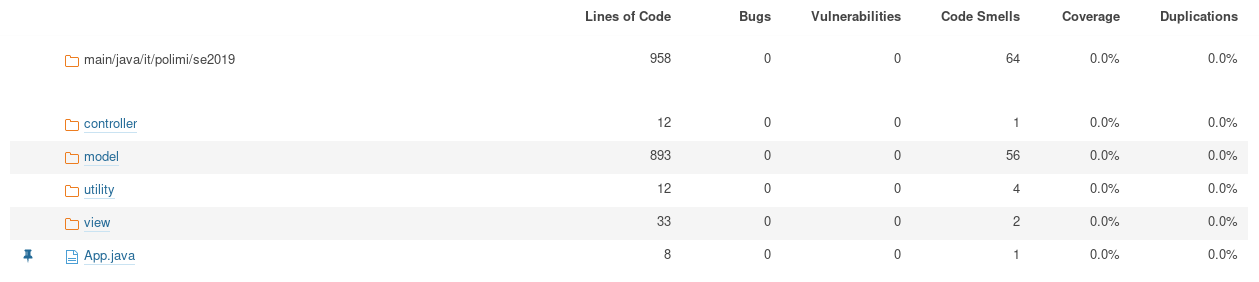 Lines of Code Bugs Vulnerabilities Code Smells Coverage Duplications
main/java/it/polimi/se2019 958 0 0 64 0.0% 0.0%
controller 12 0 0 1 0.0% 0.0%
model 893 0 0 56 0.0% 0.0%
utility 12 0 0 4 0.0% 0.0%
view 33 0 0 2 0.0% 0.0%
App.java 8 0 0 1 0.0% 0.0%